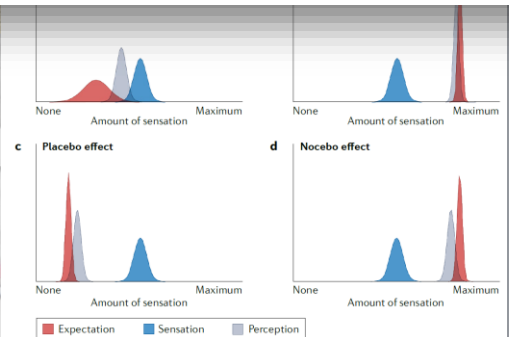 None Maximum
Amount of sensation
None Maximum
Amount of sensation
c Placebo effect
d Nocebo effect
None Maximum
Amount of sensation
None Maximum
Amount of sensation
Expectation Sensation Perception